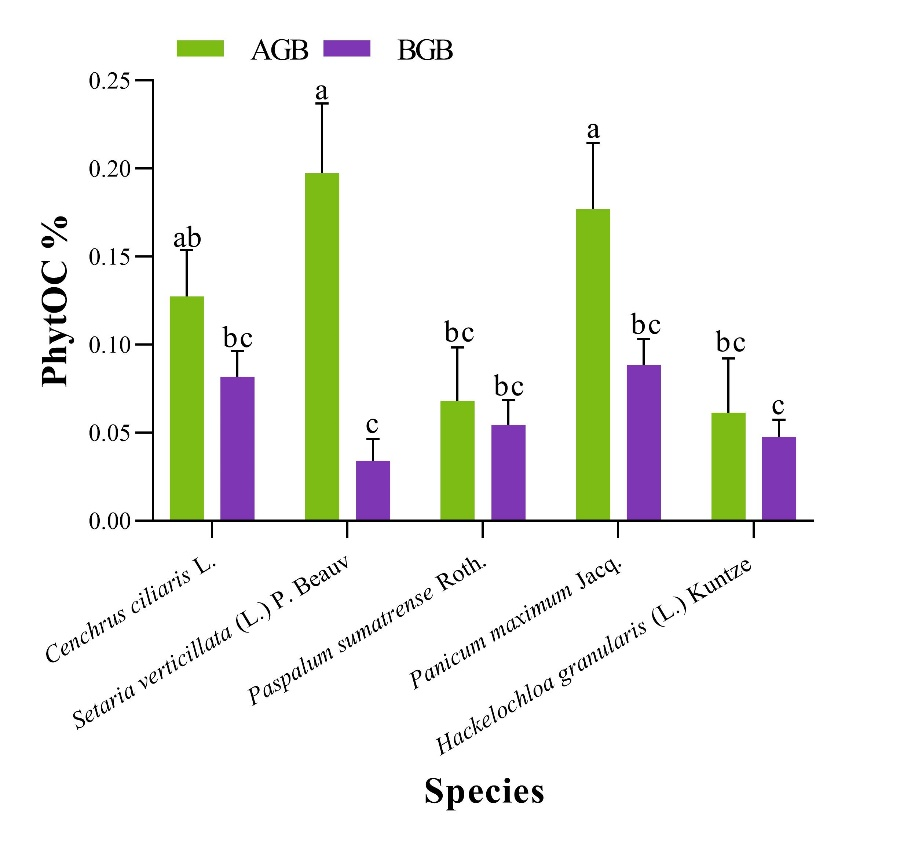 AGB BGB
PhytOC %
0.25
0.20
0.15
0.10
0.05
0.00
ab
bc
a
c
bc
bc
a
bc
bc
c
Cenchrus ciliaris L.
Setaria verticillata (L.) P. Beauv
Paspalum sumatrense Roth.
Panicum maximum Jacq.
Hackelochloa granularis (L.) Kuntze
Species